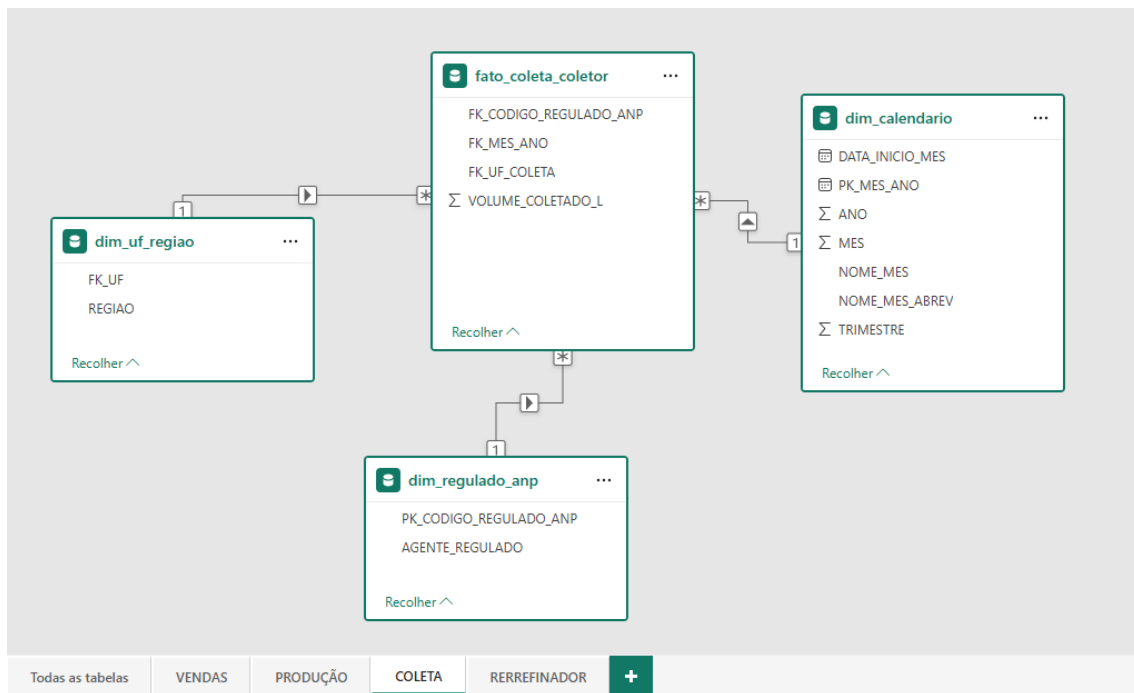 fato_coleta_coletor
FK_CODIGO_REGULADO_ANP
FK_MES_ANO
FK_UF_COLETA
VOLUME_COLETADO_L
Recolher
dim_calendario
DATA_INICIO_MES
PK_MES_ANO
ANO
MES
NOME_MES
NOME_MES_ABREV
TRIMESTRE
Recolher
dim_uf_regiao
FK_UF
REGIAO
Recolher
dim_regulado_anp
PK_CODIGO_REGULADO_ANP
AGENTE_REGULADO
Recolher
1
*
*
1
*
1
Todas as tabelas VENDAS PRODUÇÃO COLETA RERREFINADOR +